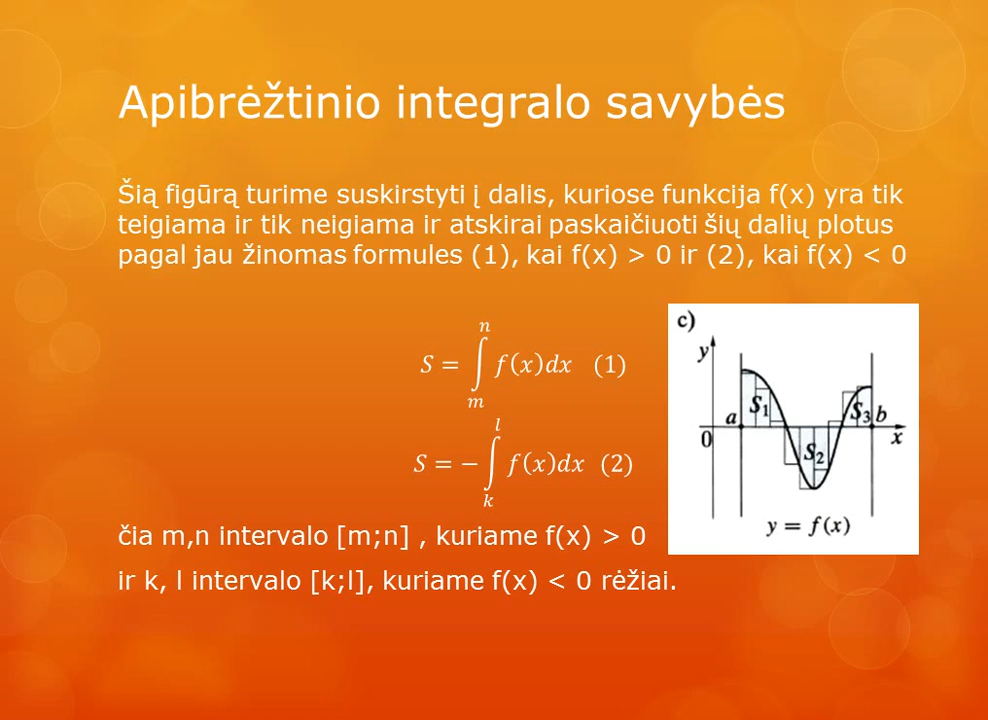 Apibrėžtinio integralo savybės
Šią figūrą turime suskirstyti į dalis, kuriose funkcija f(x) yra tik
teigiama ir tik neigiama ir atskirai paskaičiuoti šių dalių plotus
pagal jau žinomas formules (1), kai f(x) > 0 ir (2), kai f(x) < 0
n
S = ∫ f(x)dx (1)
m
l
S = −∫ f(x)dx (2)
k
čia m,n intervalo [m;n] , kuriame f(x) > 0
ir k, l intervalo [k;l], kuriame f(x) < 0 rėžiai.
c)
y
a S₁ S₃ b
0 S₂ x
y = f(x)